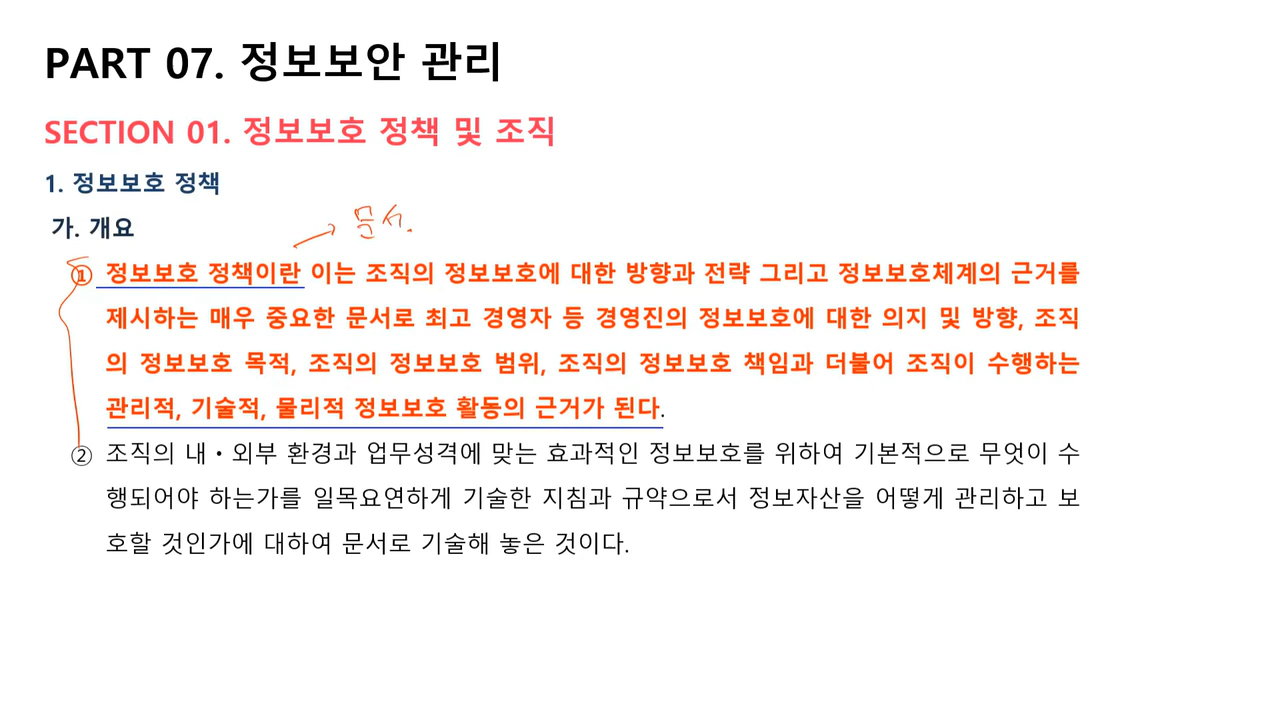 PART 07. 정보보안 관리
SECTION 01. 정보보호 정책 및 조직
1. 정보보호 정책
가. 개요
문서.
① 정보보호 정책이란 이는 조직의 정보보호에 대한 방향과 전략 그리고 정보보호체계의 근거를
제시하는 매우 중요한 문서로 최고 경영자 등 경영진의 정보보호에 대한 의지 및 방향, 조직
의 정보보호 목적, 조직의 정보보호 범위, 조직의 정보보호 책임과 더불어 조직이 수행하는
관리적, 기술적, 물리적 정보보호 활동의 근거가 된다.
② 조직의 내・외부 환경과 업무성격에 맞는 효과적인 정보보호를 위하여 기본적으로 무엇이 수
행되어야 하는가를 일목요연하게 기술한 지침과 규약으로서 정보자산을 어떻게 관리하고 보
호할 것인가에 대하여 문서로 기술해 놓은 것이다.